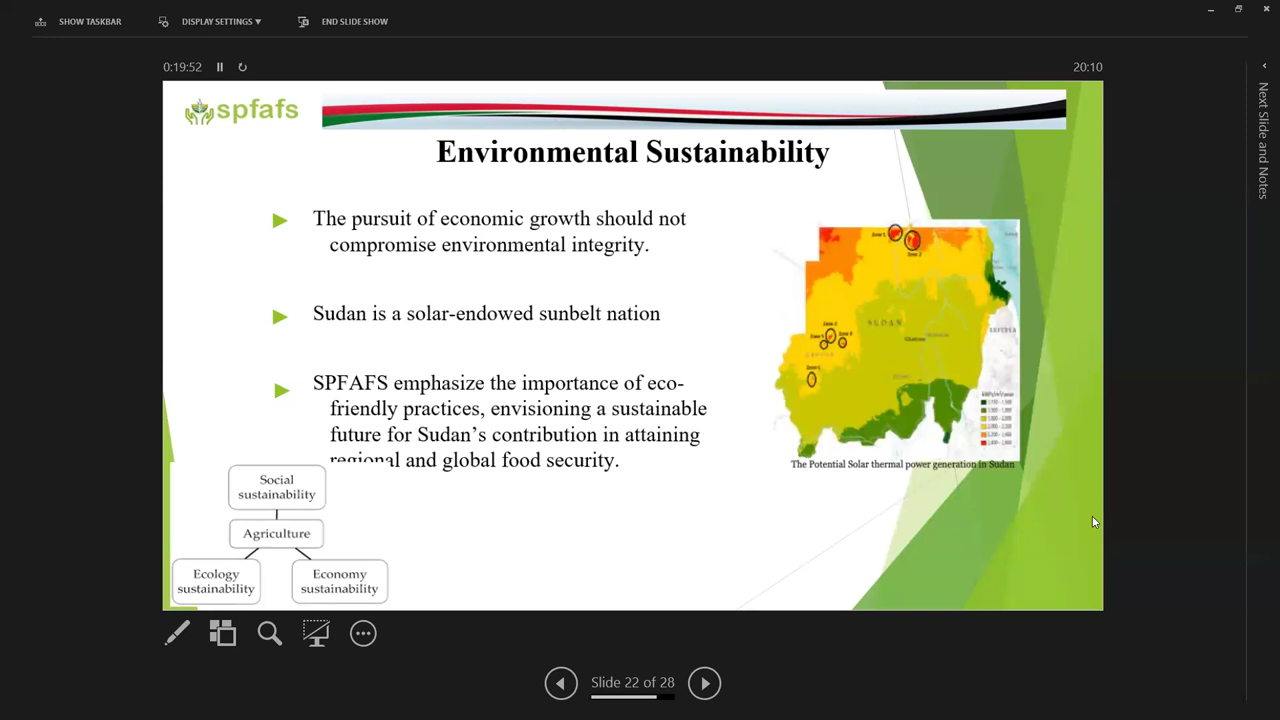 SHOW TASKBAR
DISPLAY SETTINGS
END SLIDE SHOW
0:19:52
20:10
Next Slide and Notes
spfafs
Environmental Sustainability
The pursuit of economic growth should not
compromise environmental integrity.
Sudan is a solar-endowed sunbelt nation
SPFAFS emphasize the importance of eco-
friendly practices, envisioning a sustainable
future for Sudan's contribution in attaining
regional and global food security.
SUDAN
The Potential Solar thermal power generation in Sudan
Social
sustainability
Agriculture
Ecology
sustainability
Economy
sustainability
Slide 22 of 28